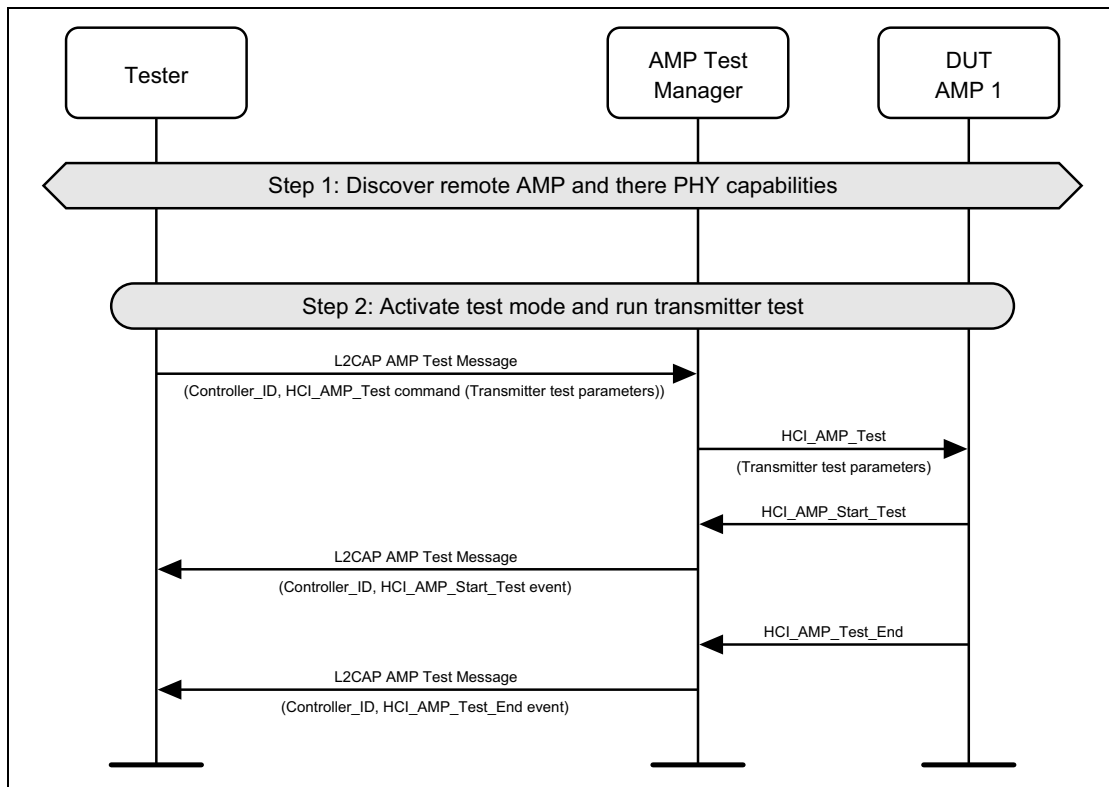 Tester
AMP Test
Manager
DUT
AMP 1
Step 1: Discover remote AMP and there PHY capabilities
Step 2: Activate test mode and run transmitter test
L2CAP AMP Test Message
(Controller_ID, HCI_AMP_Test command (Transmitter test parameters))
HCI_AMP_Test
(Transmitter test parameters)
HCI_AMP_Start_Test
L2CAP AMP Test Message
(Controller_ID, HCI_AMP_Start_Test event)
HCI_AMP_Test_End
L2CAP AMP Test Message
(Controller_ID, HCI_AMP_Test_End event)